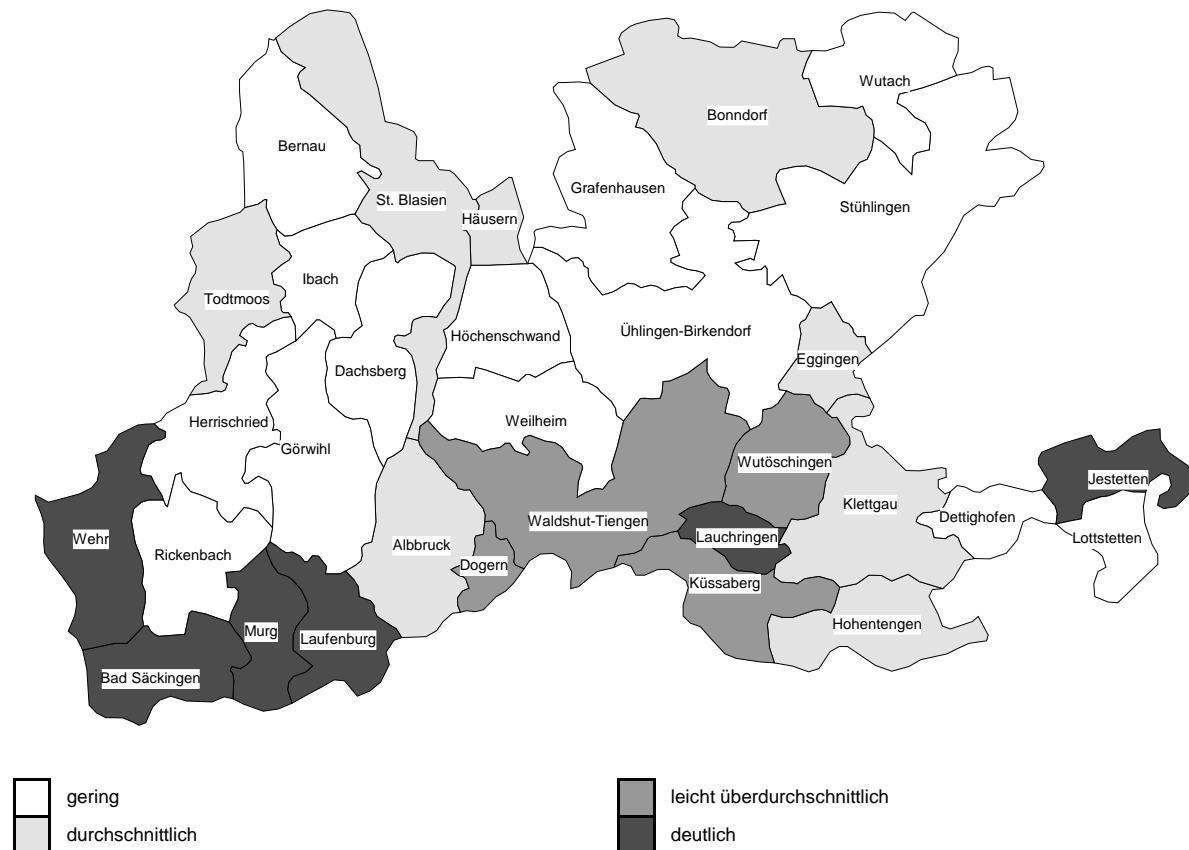 Wutach
Bonndorf
Bernau
Grafenhausen
St. Blasien
Stühlingen
Häusern
Ibach
Todtmoos
Ühlingen-Birkendorf
Höchenschwand
Eggingen
Dachsberg
Herrischried
Weilheim
Görwihl
Wutöschingen
Jestetten
Klettgau
Waldshut-Tiengen
Dettighofen
Wehr
Lauchringen
Lottstetten
Albbruck
Rickenbach
Dogern
Küssaberg
Hohentengen
Murg
Laufenburg
Bad Säckingen
gering
durchschnittlich
leicht überdurchschnittlich
deutlich